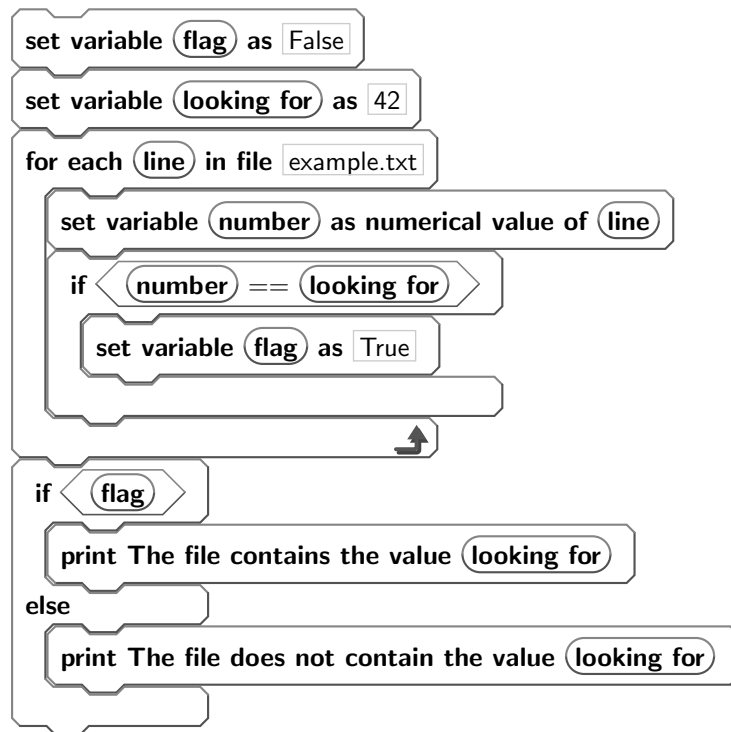 set variable flag as False
set variable looking for as 42
for each line in file example.txt
set variable number as numerical value of line
if number == looking for
set variable flag as True
if flag
print The file contains the value looking for
else
print The file does not contain the value looking for